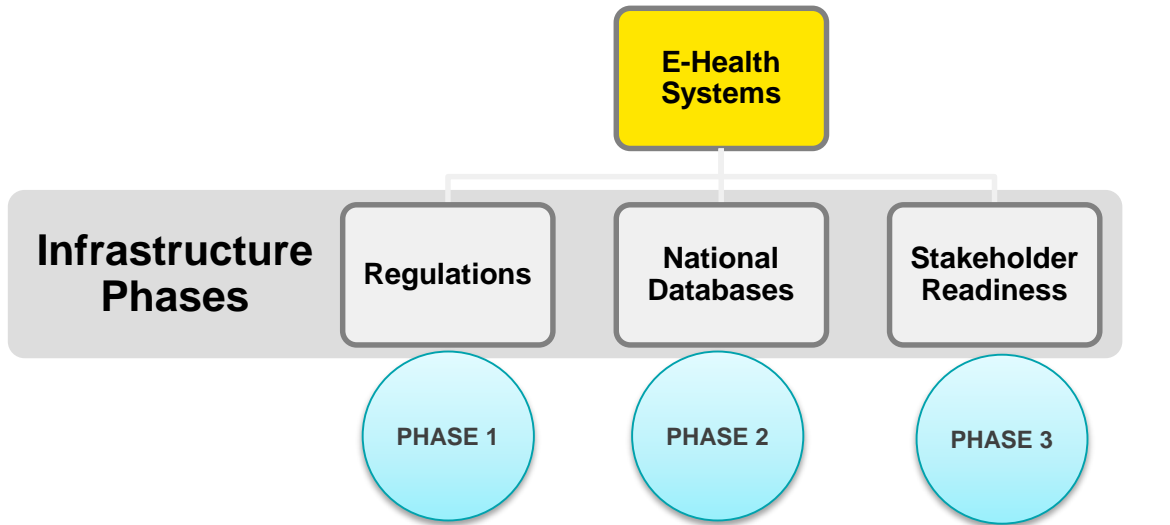 E-Health
Systems
Infrastructure
Phases
Regulations
National
Databases
Stakeholder
Readiness
PHASE 1
PHASE 2
PHASE 3